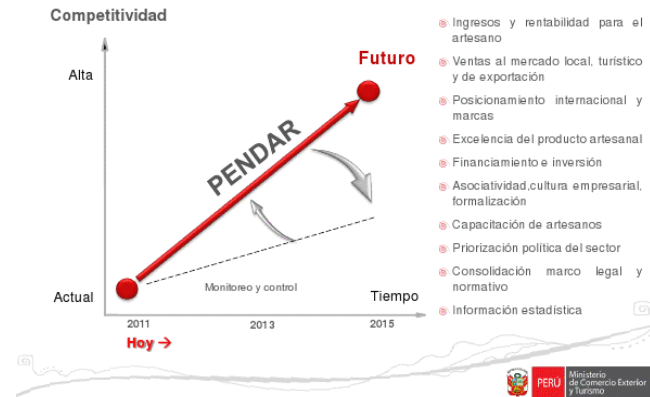 Competitividad
Alta
Futuro
PENDAR
Monitoreo y control
Actual
Tiempo
2011
2013
2015
Hoy →
Ingresos y rentabilidad para el
artesano
Ventas al mercado local, turístico
y de exportación
Posicionamiento internacional y
marcas
Excelencia del producto artesanal
Financiamiento e inversión
Asociatividad,cultura empresarial,
formalización
Capacitación de artesanos
Priorización política del sector
Consolidación marco legal y
normativo
Información estadística
PERÚ
Ministerio
de Comercio Exterior
y Turismo